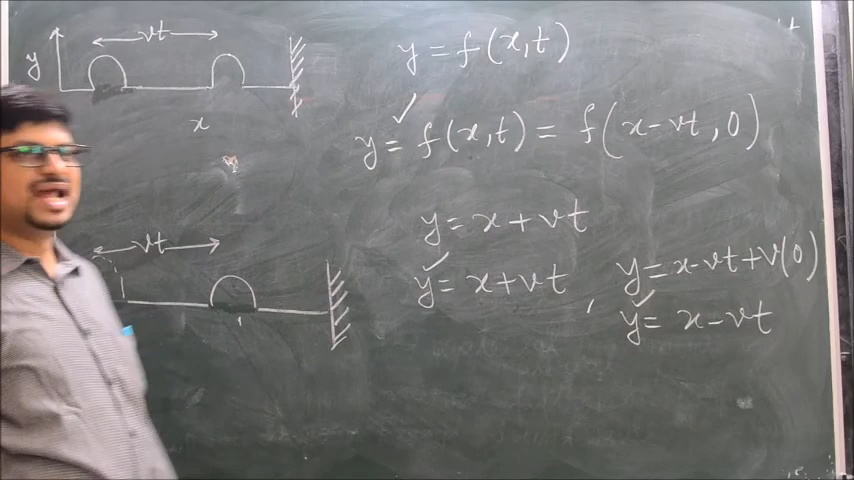 vt
y
x
y = f(x,t)
y = f(x,t) = f(x-vt,0)
y = x+vt
y = x+vt , y = x-vt+v(0)
y = x-vt
vt